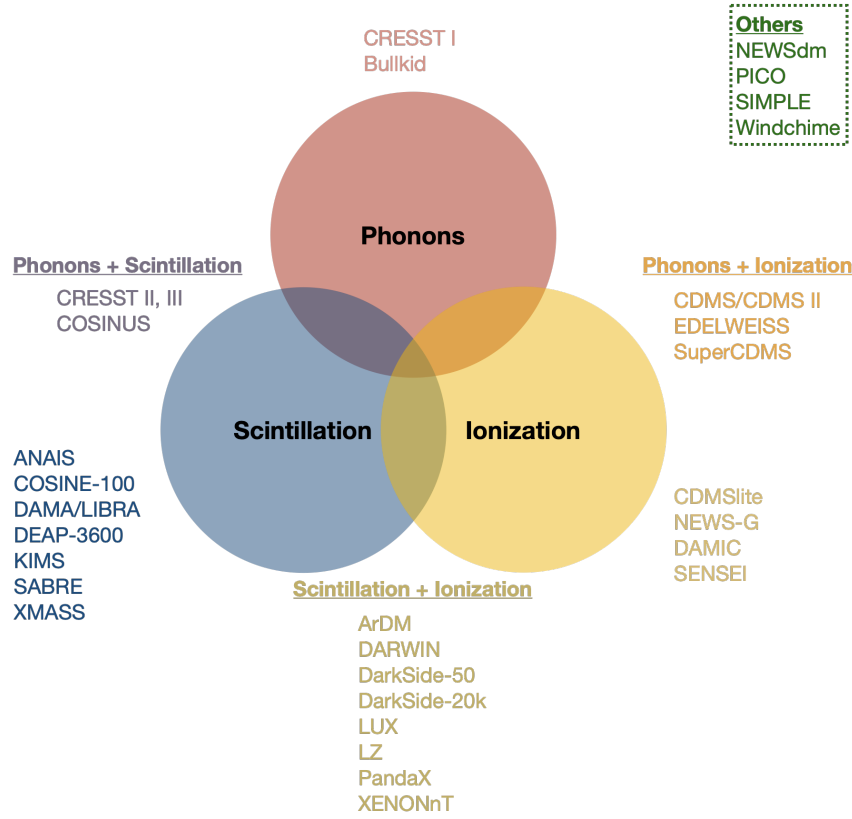 CRESST I
Bullkid
Others
NEWSdm
PICO
SIMPLE
Windchime
Phonons
Phonons + Scintillation
CRESST II, III
COSINUS
Phonons + Ionization
CDMS/CDMS II
EDELWEISS
SuperCDMS
Scintillation
Ionization
ANAIS
COSINE-100
DAMA/LIBRA
DEAP-3600
KIMS
SABRE
XMASS
CDMSlite
NEWS-G
DAMIC
SENSEI
Scintillation + Ionization
ArDM
DARWIN
DarkSide-50
DarkSide-20k
LUX
LZ
PandaX
XENONnT